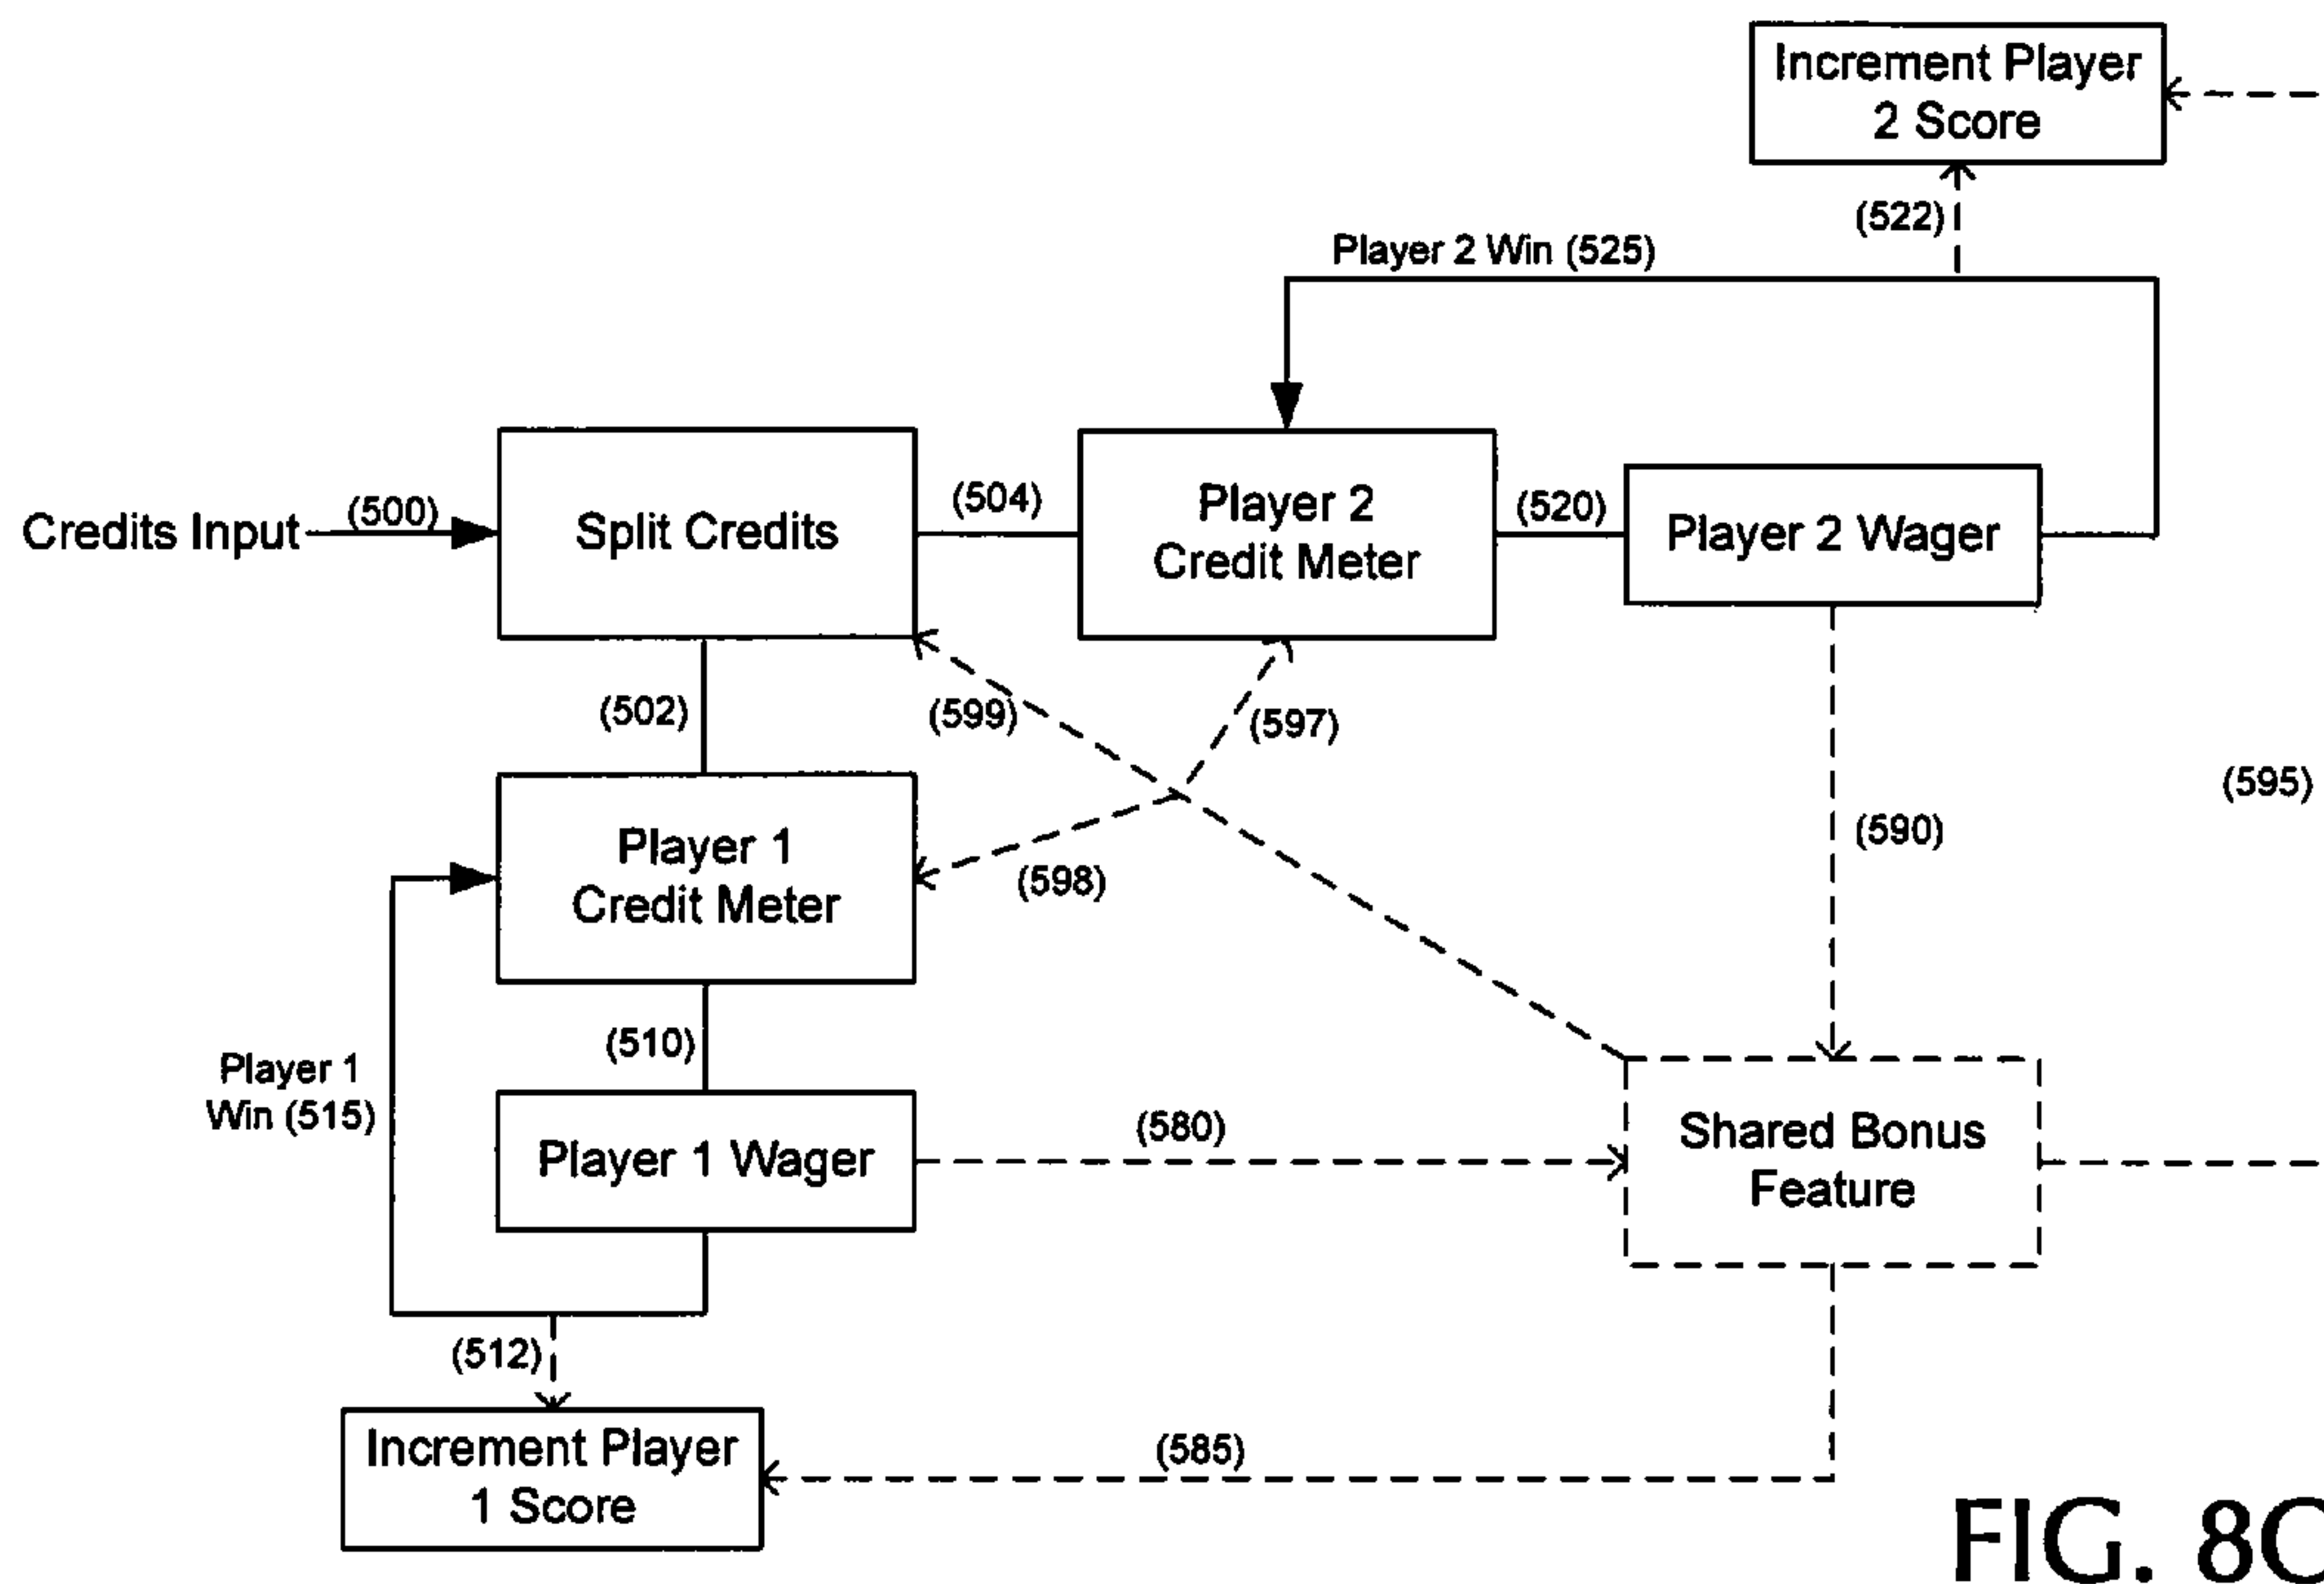 Increment Player
2 Score
(522)
Player 2 Win (525)
Credits Input
(500)
Split Credits
(504)
Player 2
Credit Meter
(520)
Player 2 Wager
(502)
(599)
(597)
(595)
(590)
Player 1
Credit Meter
(598)
(510)
Player 1
Win (515)
Player 1 Wager
(580)
Shared Bonus
Feature
(512)
Increment Player
1 Score
(585)
FIG. 8C